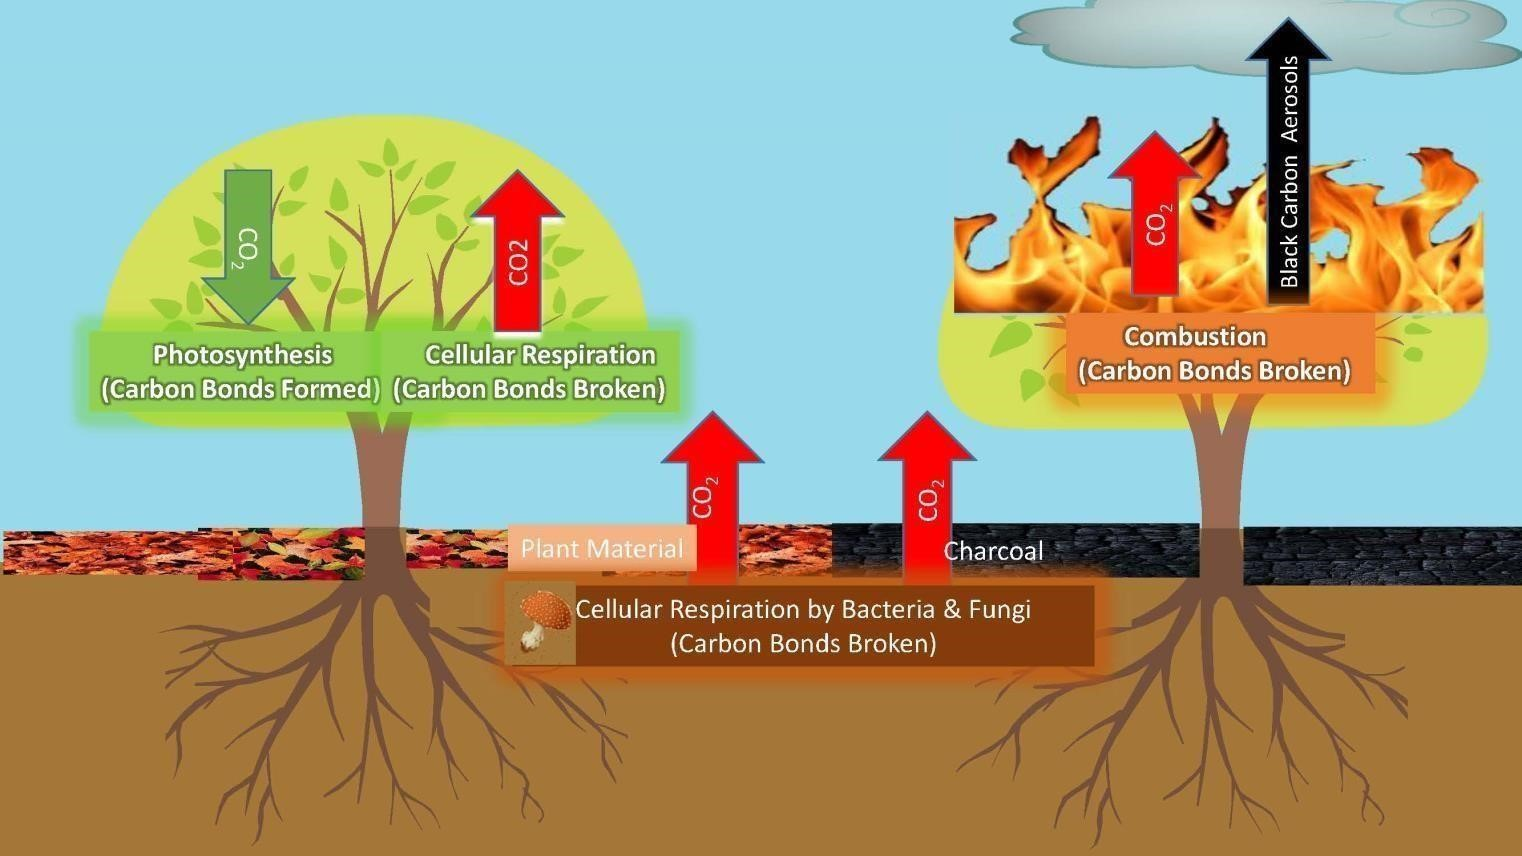 CO₂
CO2
Photosynthesis
(Carbon Bonds Formed)
Cellular Respiration
(Carbon Bonds Broken)
CO₂
Black Carbon Aerosols
Combustion
(Carbon Bonds Broken)
CO₂
CO₂
Plant Material
Charcoal
Cellular Respiration by Bacteria & Fungi
(Carbon Bonds Broken)